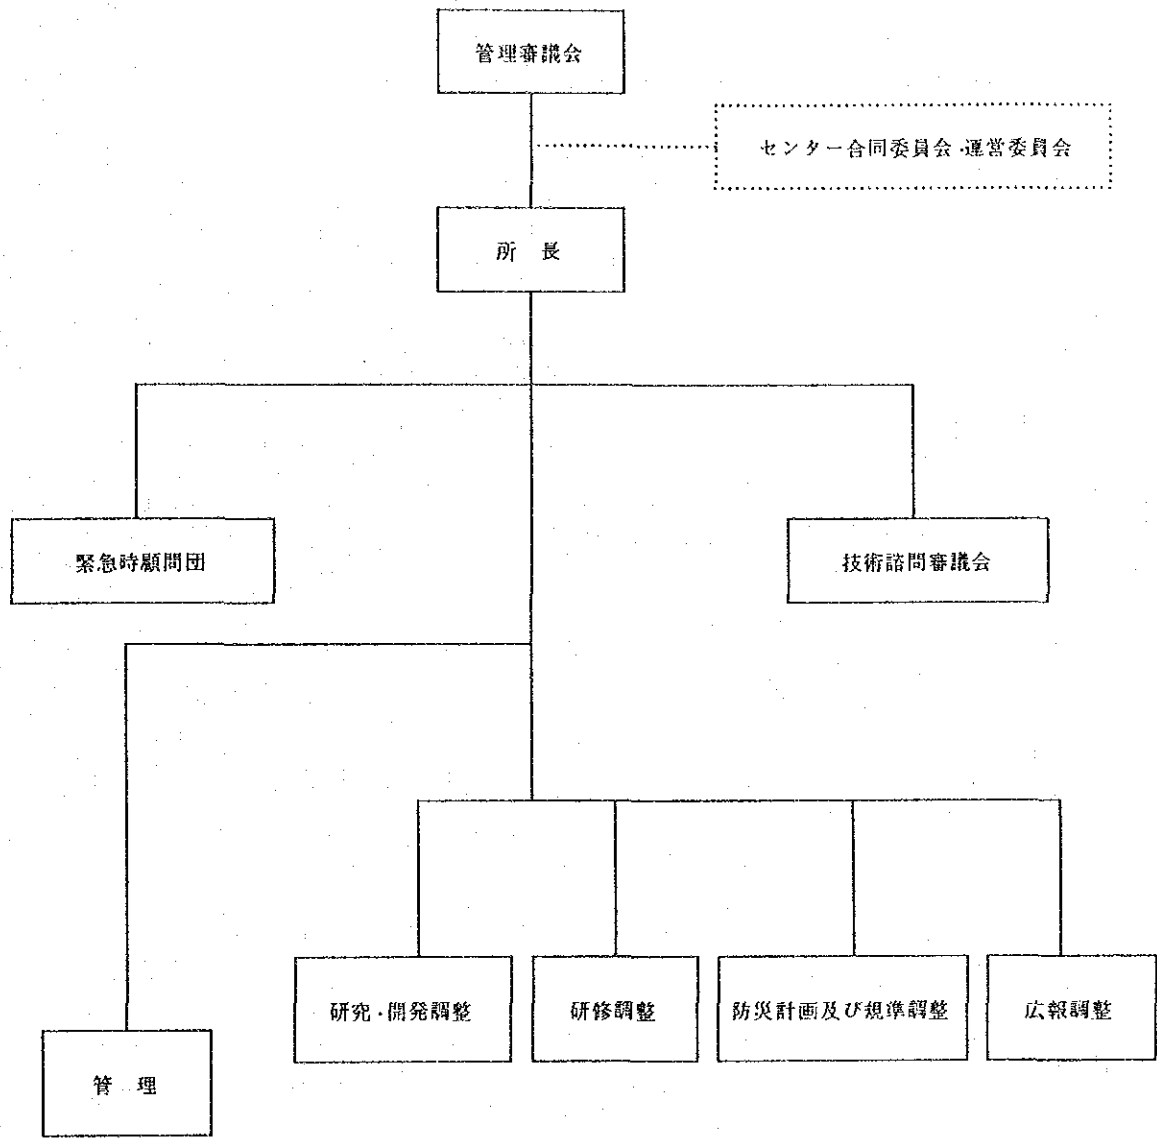 管理審議会
センター合同委員会・運営委員会
所 長
緊急時顧問団
技術諮問審議会
研究・開発調整
研修調整
防災計画及び規準調整
広報調整
管 理